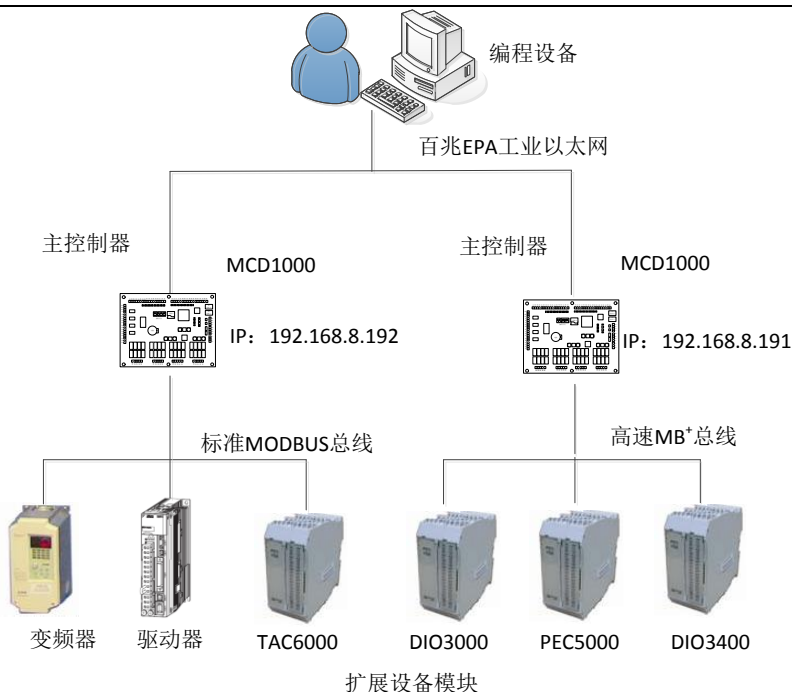 编程设备
百兆EPA工业以太网
主控制器
MCD1000
IP： 192.168.8.192
主控制器
MCD1000
IP： 192.168.8.191
标准MODBUS总线
高速MB⁺总线
变频器
驱动器
TAC6000
DIO3000
PEC5000
DIO3400
扩展设备模块